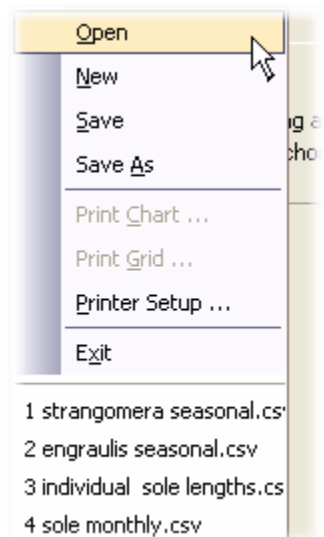 Open
New
Save
Save As
Print Chart ...
Print Grid ...
Printer Setup ...
Exit
1 strangomera seasonal.cs
2 engraulis seasonal.csv
3 individual sole lengths.cs
4 sole monthly.csv